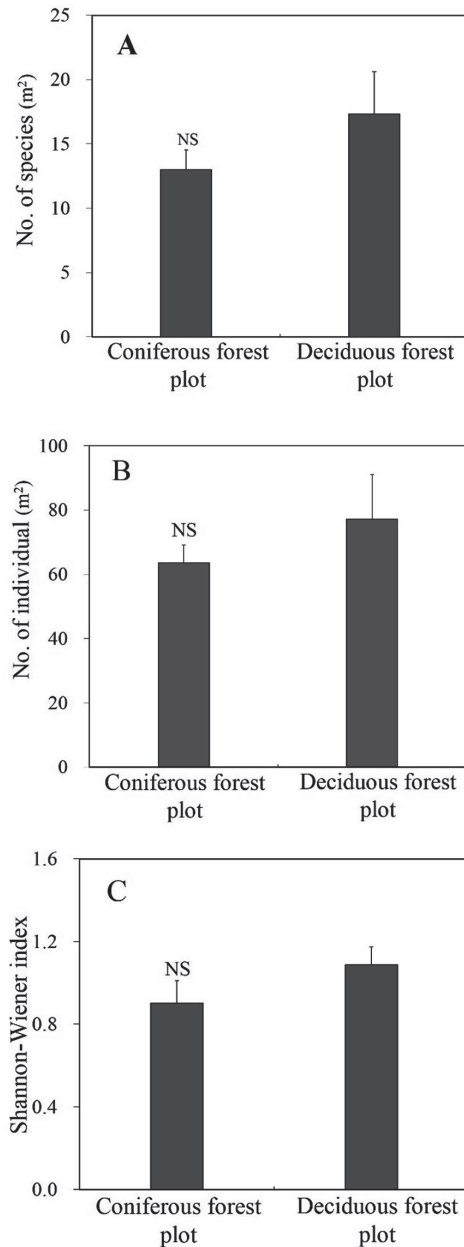 A
No. of species (m²)
25
20
15
10
5
0
NS
Coniferous forest
plot
Deciduous forest
plot
B
No. of individual (m²)
100
80
60
40
20
0
NS
Coniferous forest
plot
Deciduous forest
plot
C
Shannon-Wiener index
1.6
1.2
0.8
0.4
0.0
NS
Coniferous forest
plot
Deciduous forest
plot